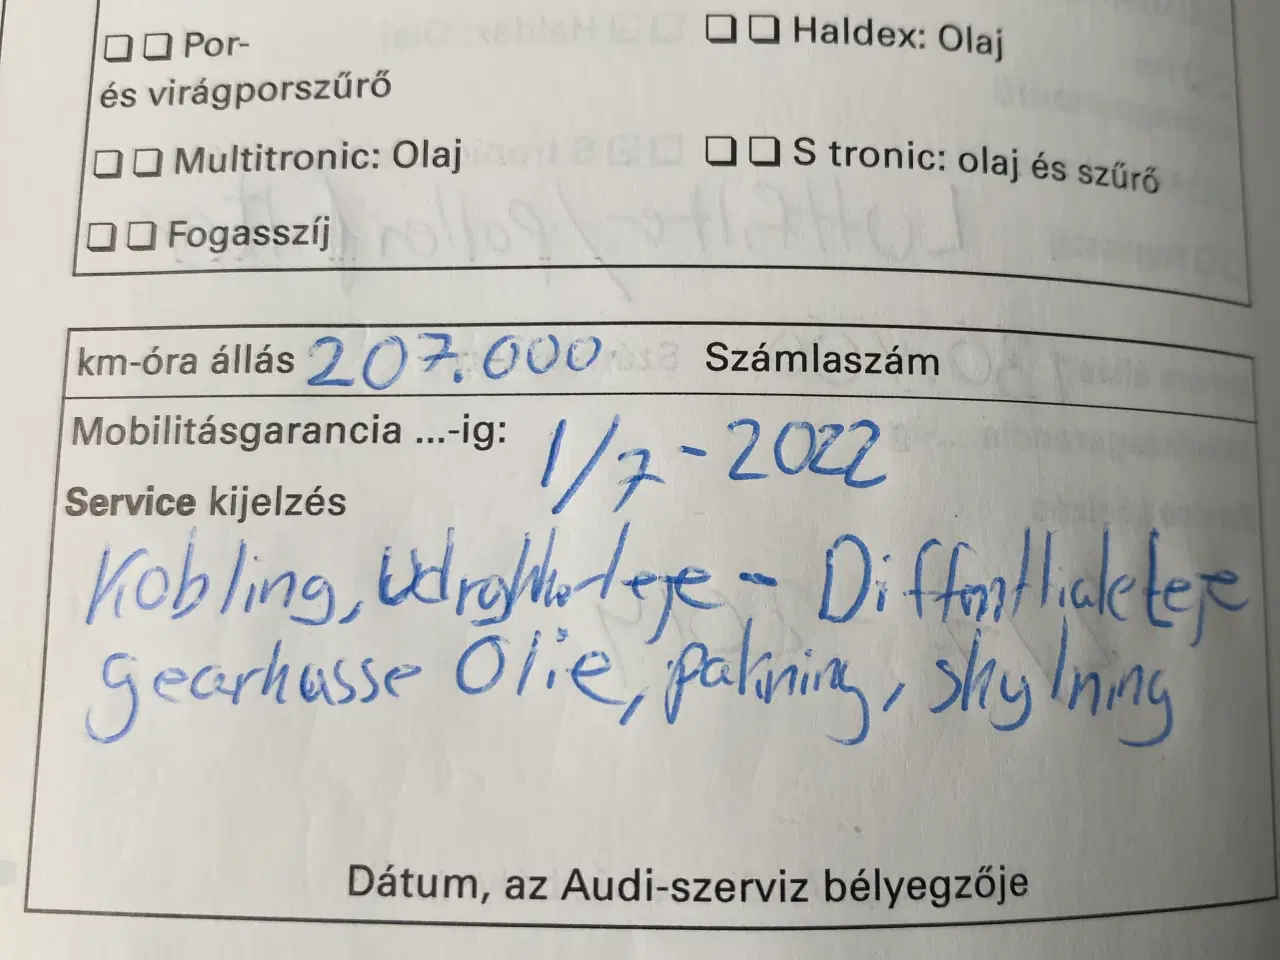 ❏ ❏ Por-
és virágporszűrő
❏ ❏ Haldex: Olaj
❏ ❏ Multitronic: Olaj
❏ ❏ S tronic: olaj és szűrő
❏ ❏ Fogasszíj
km-óra állás 207.000 Számlaszám
Mobilitásgarancia ...-ig: 1/7-2022
Service kijelzés
Kobling, - 
gearkasse Olie, pakning, skylning
Dátum, az Audi-szerviz bélyegzője